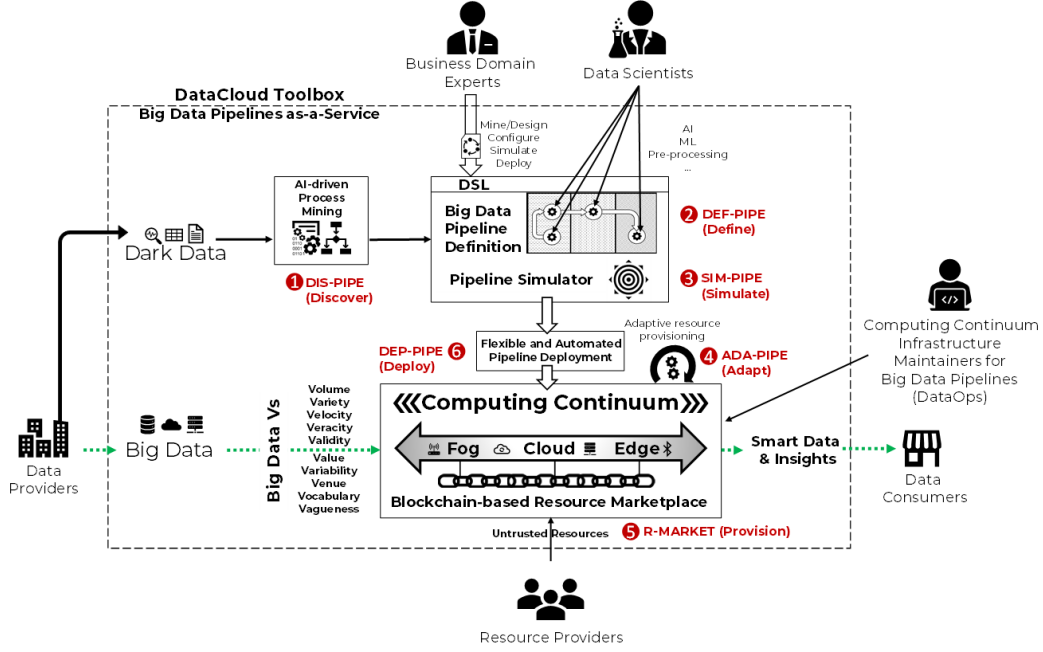 Business Domain
Experts
Data Scientists
DataCloud Toolbox
Big Data Pipelines as-a-Service
Mine/Design
Configure
Simulate
Deploy
AI
ML
Pre-processing
...
AI-driven
Process
Mining
DSL
Big Data
Pipeline
Definition
2 DEF-PIPE
(Define)
Dark Data
1 DIS-PIPE
(Discover)
Pipeline Simulator
3 SIM-PIPE
(Simulate)
Computing Continuum
Infrastructure
Maintainers for
Big Data Pipelines
(DataOps)
Adaptive resource
provisioning
DEP-PIPE 6
(Deploy)
Flexible and Automated
Pipeline Deployment
4 ADA-PIPE
(Adapt)
Big Data Vs
Volume
Variety
Velocity
Veracity
Validity
Value
Variability
Venue
Vocabulary
Vagueness
Computing Continuum
Fog
Cloud
Edge
Blockchain-based Resource Marketplace
Data
Providers
Big Data
Smart Data
& Insights
Data
Consumers
Untrusted Resources
5 R-MARKET (Provision)
Resource Providers